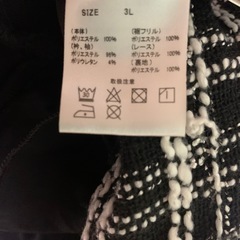 SIZE 3L
(本体)
ポリエステル 100%
(衿、袖)
ポリエステル 96%
ポリウレタン 4%
(裾フリル)
ポリエステル 100%
(レース)
ポリエステル 100%
(裏地)
ポリエステル 100%
取扱注意